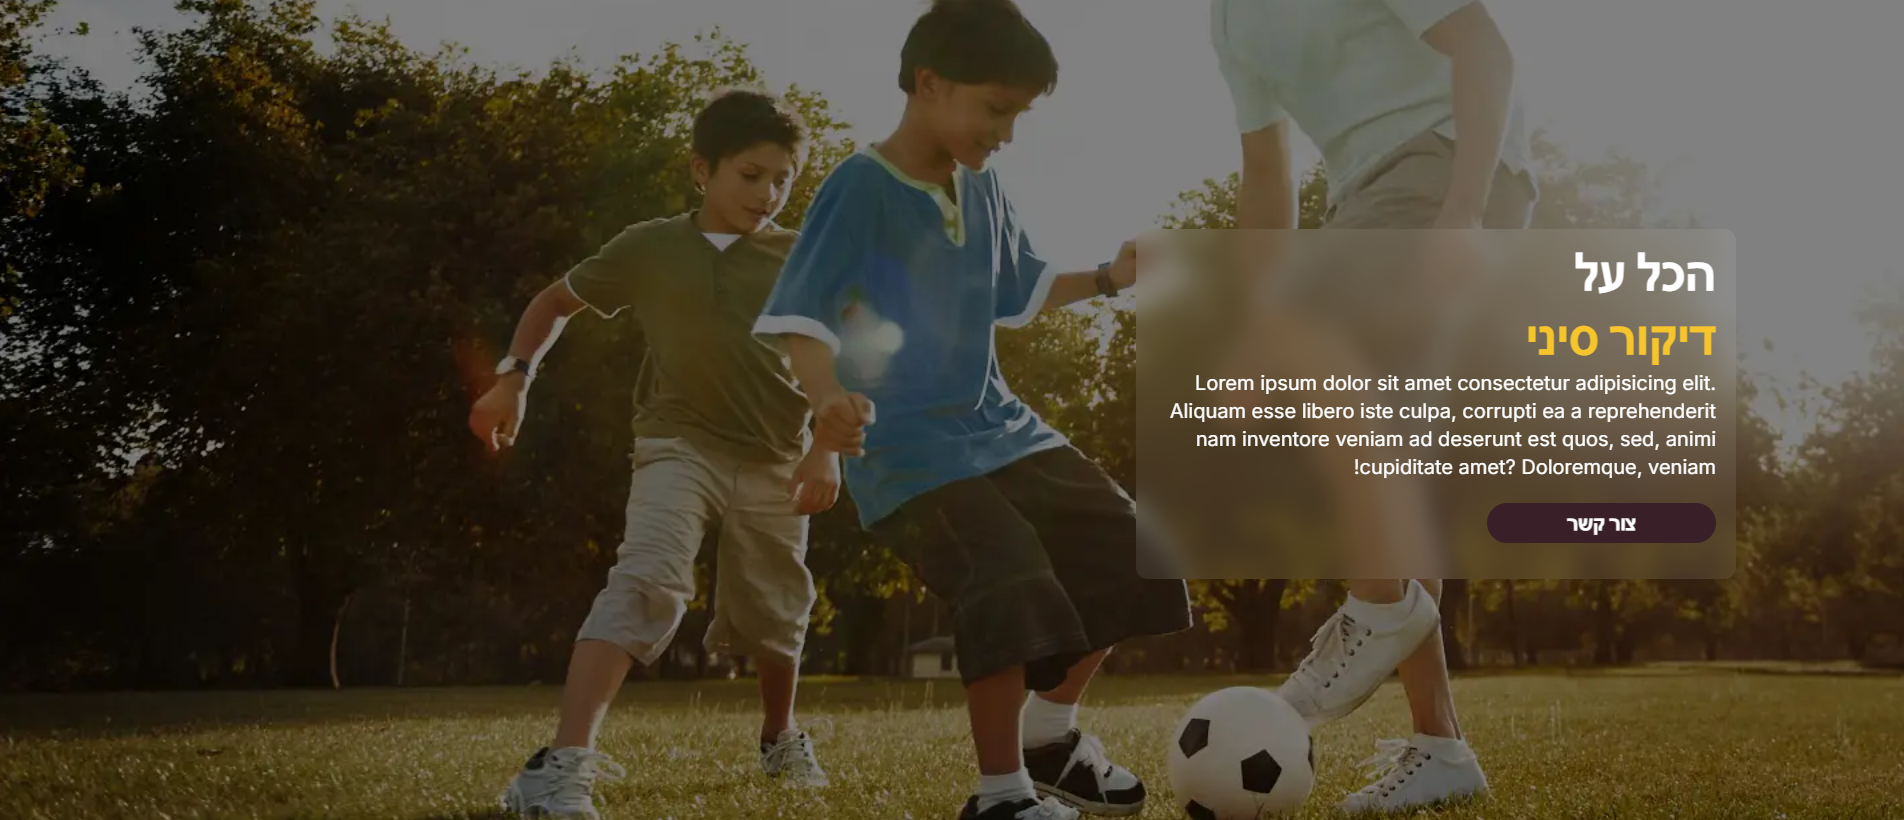 הכל על
דיקור סיני
Lorem ipsum dolor sit amet consectetur adipisicing elit.
Aliquam esse libero iste culpa, corrupti ea a reprehenderit
nam inventore veniam ad deserunt est quos, sed, animi
!cupiditate amet? Doloremque, veniam
צור קשר